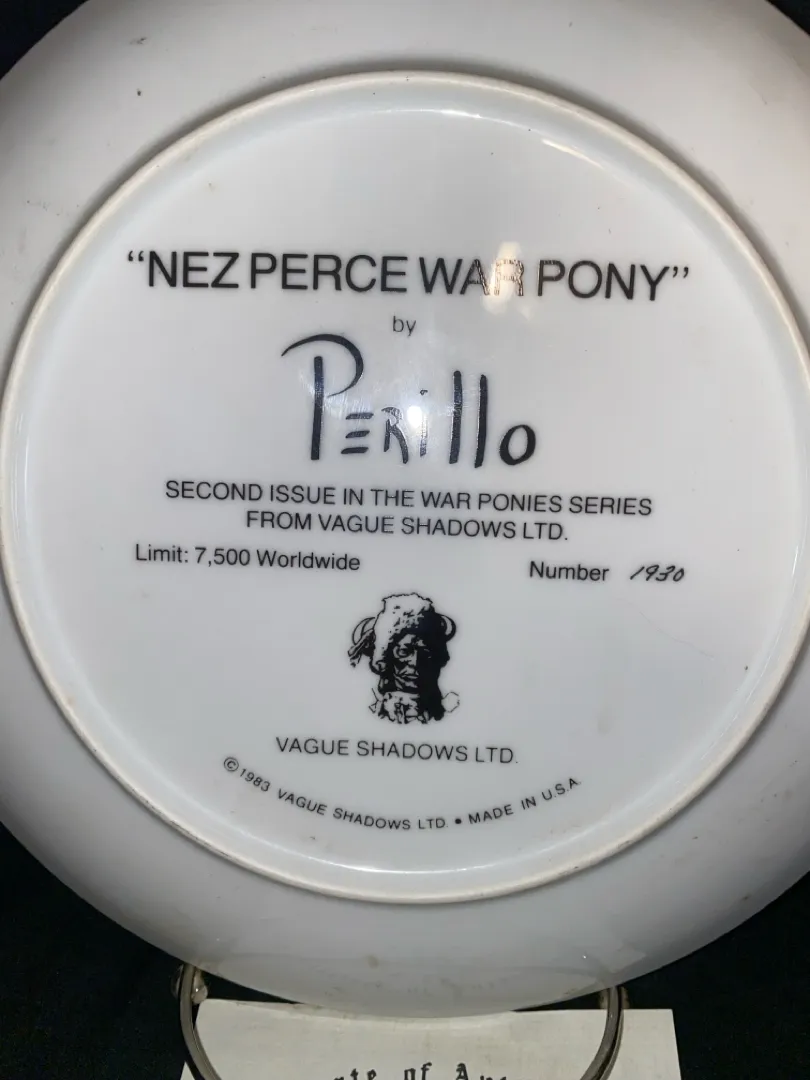 “NEZ PERCE WAR PONY”
by
PERillo
SECOND ISSUE IN THE WAR PONIES SERIES
FROM VAGUE SHADOWS LTD.
Limit: 7,500 Worldwide Number 1930
VAGUE SHADOWS LTD.
©1983 VAGUE SHADOWS LTD. • MADE IN U.S.A.
of